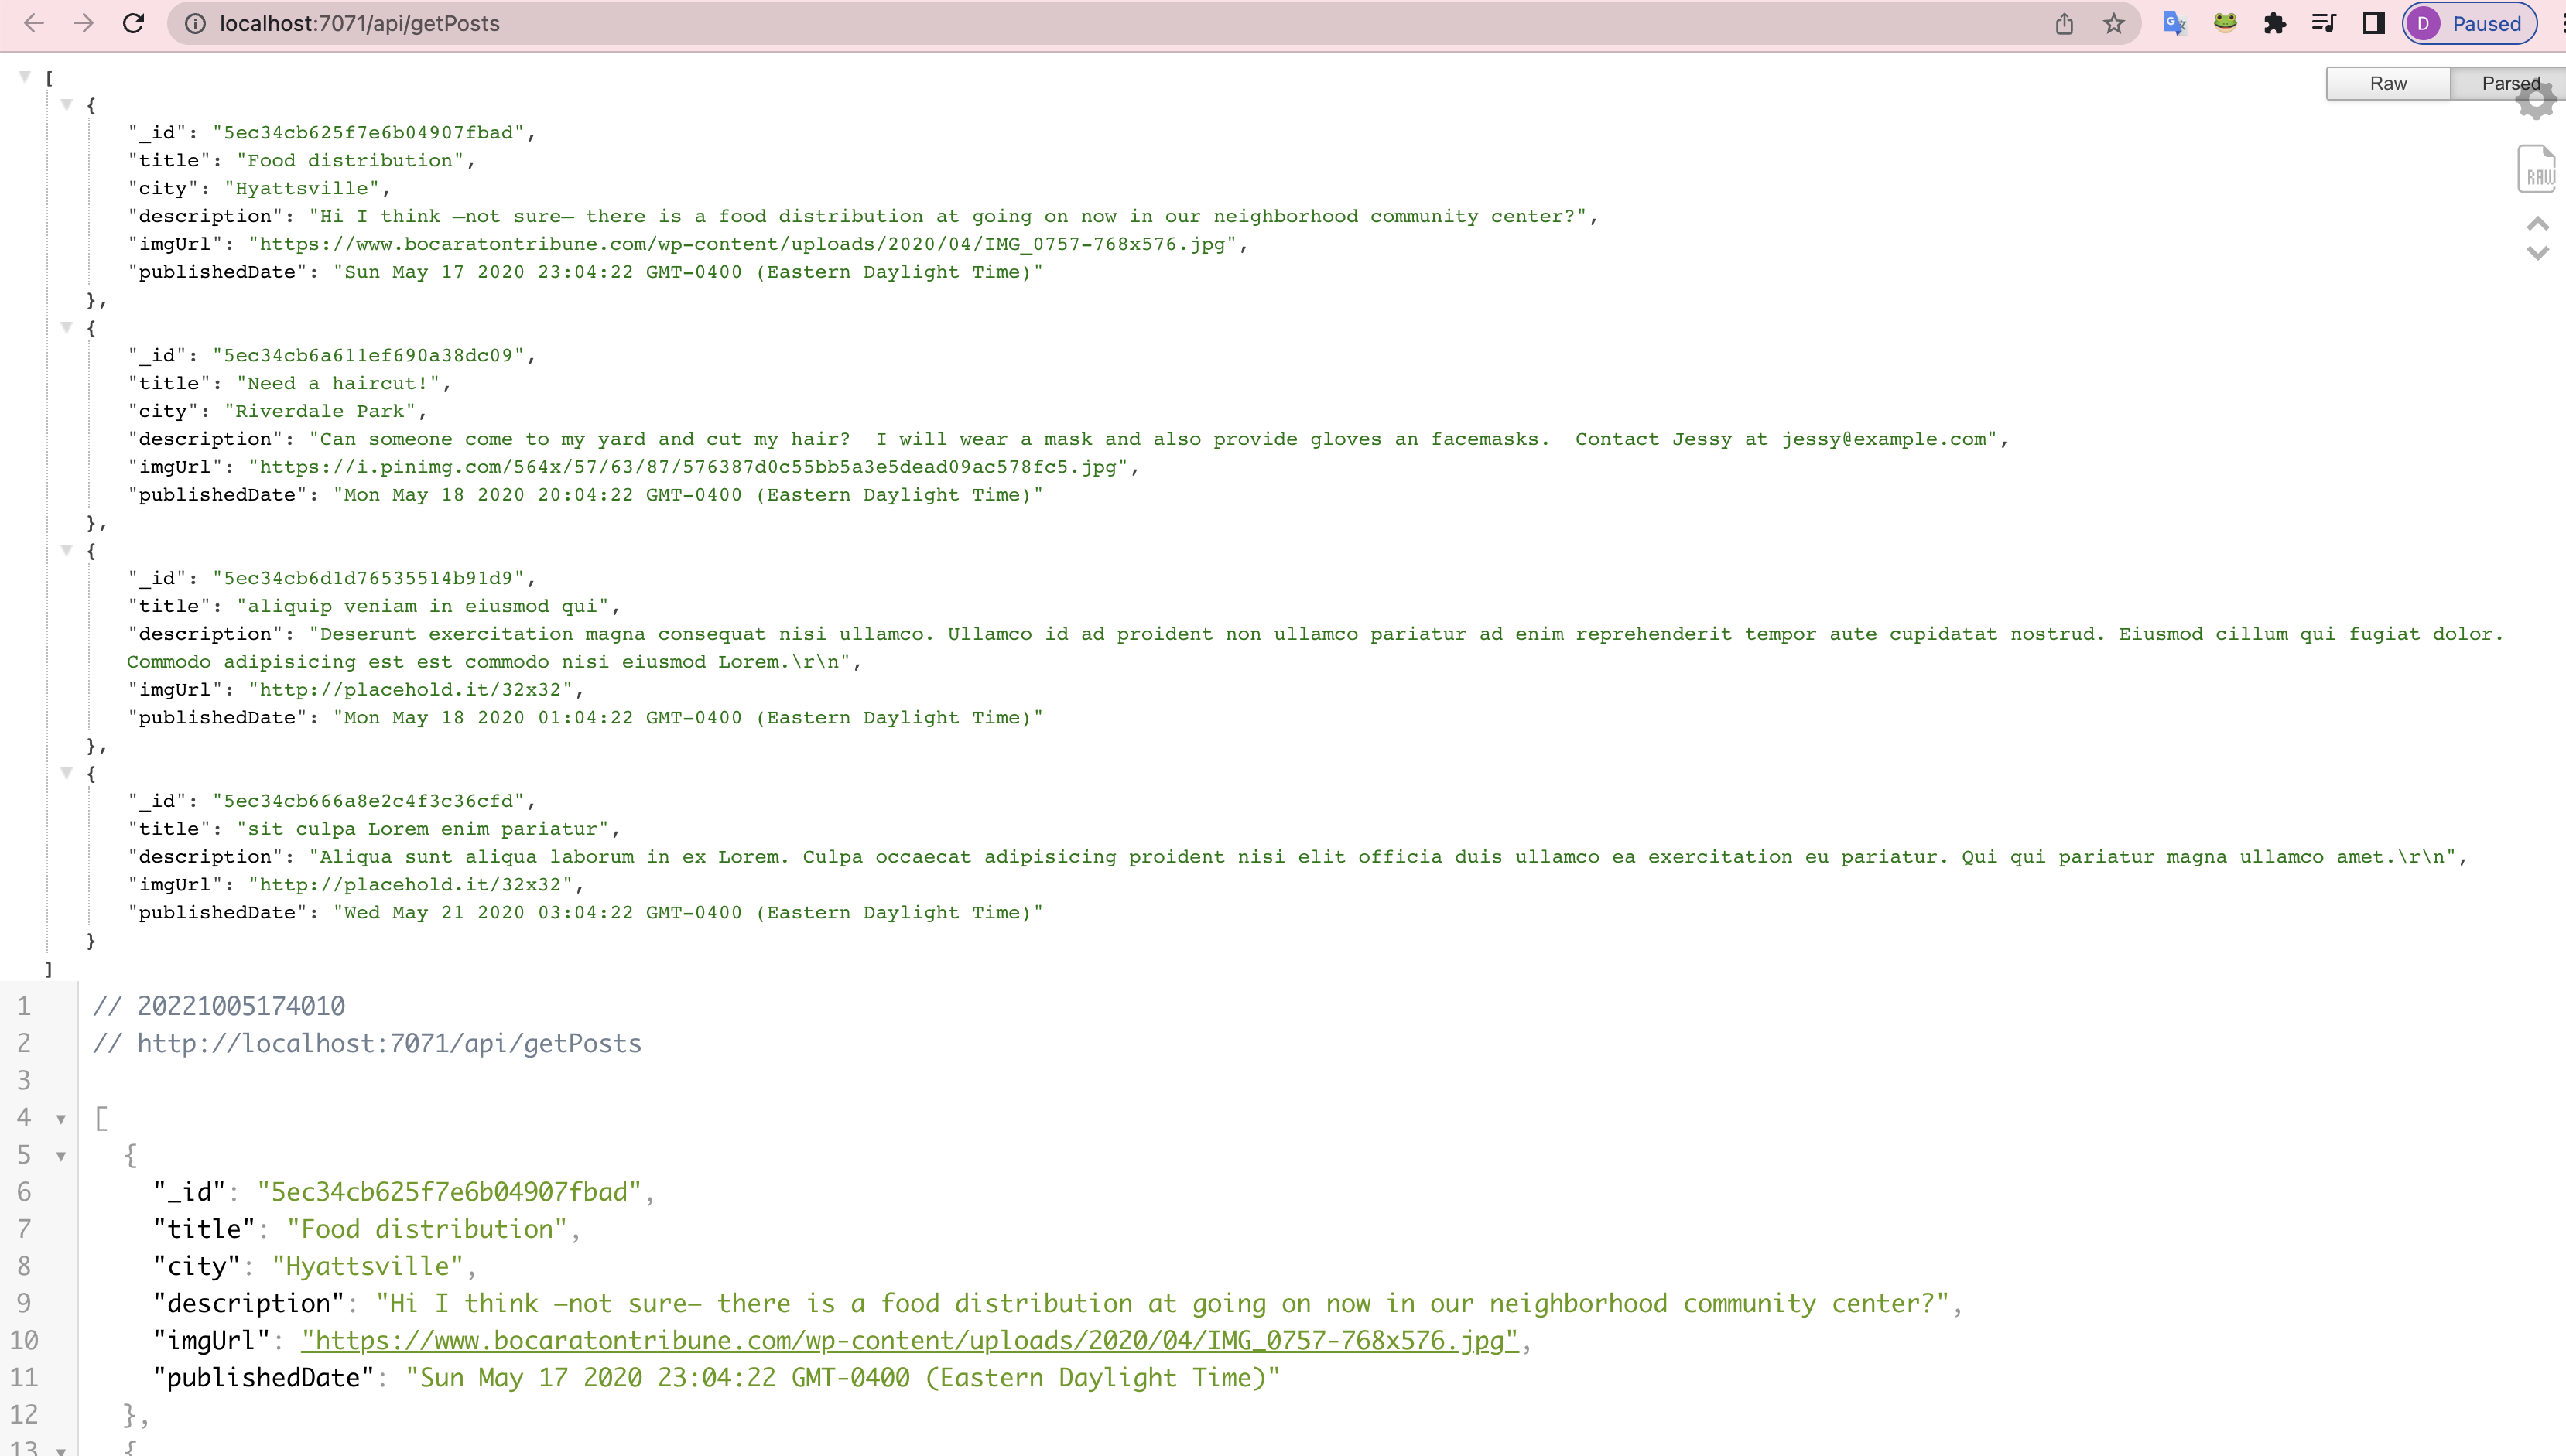 localhost:7071/api/getPosts
D Paused
Raw Parsed
RAW
[
{
"_id": "5ec34cb625f7e6b04907fbad",
"title": "Food distribution",
"city": "Hyattsville",
"description": "Hi I think —not sure— there is a food distribution at going on now in our neighborhood community center?",
"imgUrl": "https://www.bocaratontribune.com/wp-content/uploads/2020/04/IMG_0757-768x576.jpg",
"publishedDate": "Sun May 17 2020 23:04:22 GMT-0400 (Eastern Daylight Time)"
},
{
"_id": "5ec34cb6a611ef690a38dc09",
"title": "Need a haircut!",
"city": "Riverdale Park",
"description": "Can someone come to my yard and cut my hair?  I will wear a mask and also provide gloves an facemasks.  Contact Jessy at jessy@example.com",
"imgUrl": "https://i.pinimg.com/564x/57/63/87/576387d0c55bb5a3e5dead09ac578fc5.jpg",
"publishedDate": "Mon May 18 2020 20:04:22 GMT-0400 (Eastern Daylight Time)"
},
{
"_id": "5ec34cb6d1d76535514b91d9",
"title": "aliquip veniam in eiusmod qui",
"description": "Deserunt exercitation magna consequat nisi ullamco. Ullamco id ad proident non ullamco pariatur ad enim reprehenderit tempor aute cupidatat nostrud. Eiusmod cillum qui fugiat dolor.
Commodo adipisicing est est commodo nisi eiusmod Lorem.\r\n",
"imgUrl": "http://placehold.it/32x32",
"publishedDate": "Mon May 18 2020 01:04:22 GMT-0400 (Eastern Daylight Time)"
},
{
"_id": "5ec34cb666a8e2c4f3c36cfd",
"title": "sit culpa Lorem enim pariatur",
"description": "Aliqua sunt aliqua laborum in ex Lorem. Culpa occaecat adipisicing proident nisi elit officia duis ullamco ea exercitation eu pariatur. Qui qui pariatur magna ullamco amet.\r\n",
"imgUrl": "http://placehold.it/32x32",
"publishedDate": "Wed May 21 2020 03:04:22 GMT-0400 (Eastern Daylight Time)"
}
]
1 // 20221005174010
2 // http://localhost:7071/api/getPosts
3
4 [
5 {
6 "_id": "5ec34cb625f7e6b04907fbad",
7 "title": "Food distribution",
8 "city": "Hyattsville",
9 "description": "Hi I think —not sure— there is a food distribution at going on now in our neighborhood community center?",
10 "imgUrl": "https://www.bocaratontribune.com/wp-content/uploads/2020/04/IMG_0757-768x576.jpg",
11 "publishedDate": "Sun May 17 2020 23:04:22 GMT-0400 (Eastern Daylight Time)"
12 },
13 {